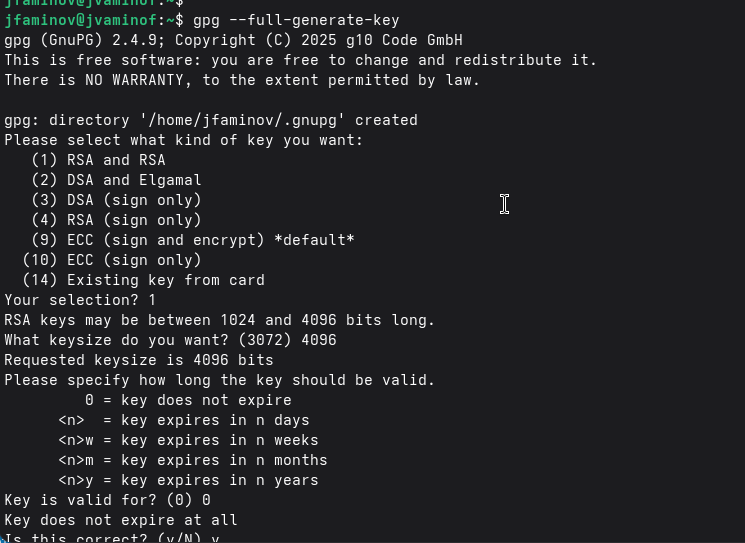 jfaminov@jvaminof:~$
jfaminov@jvaminof:~$ gpg --full-generate-key
gpg (GnuPG) 2.4.9; Copyright (C) 2025 g10 Code GmbH
This is free software: you are free to change and redistribute it.
There is NO WARRANTY, to the extent permitted by law.

gpg: directory '/home/jfaminov/.gnupg' created
Please select what kind of key you want:
   (1) RSA and RSA
   (2) DSA and Elgamal
   (3) DSA (sign only)
   (4) RSA (sign only)
   (9) ECC (sign and encrypt) *default*
  (10) ECC (sign only)
  (14) Existing key from card
Your selection? 1
RSA keys may be between 1024 and 4096 bits long.
What keysize do you want? (3072) 4096
Requested keysize is 4096 bits
Please specify how long the key should be valid.
         0 = key does not expire
      <n>  = key expires in n days
      <n>w = key expires in n weeks
      <n>m = key expires in n months
      <n>y = key expires in n years
Key is valid for? (0) 0
Key does not expire at all
Is this correct? (y/N) y